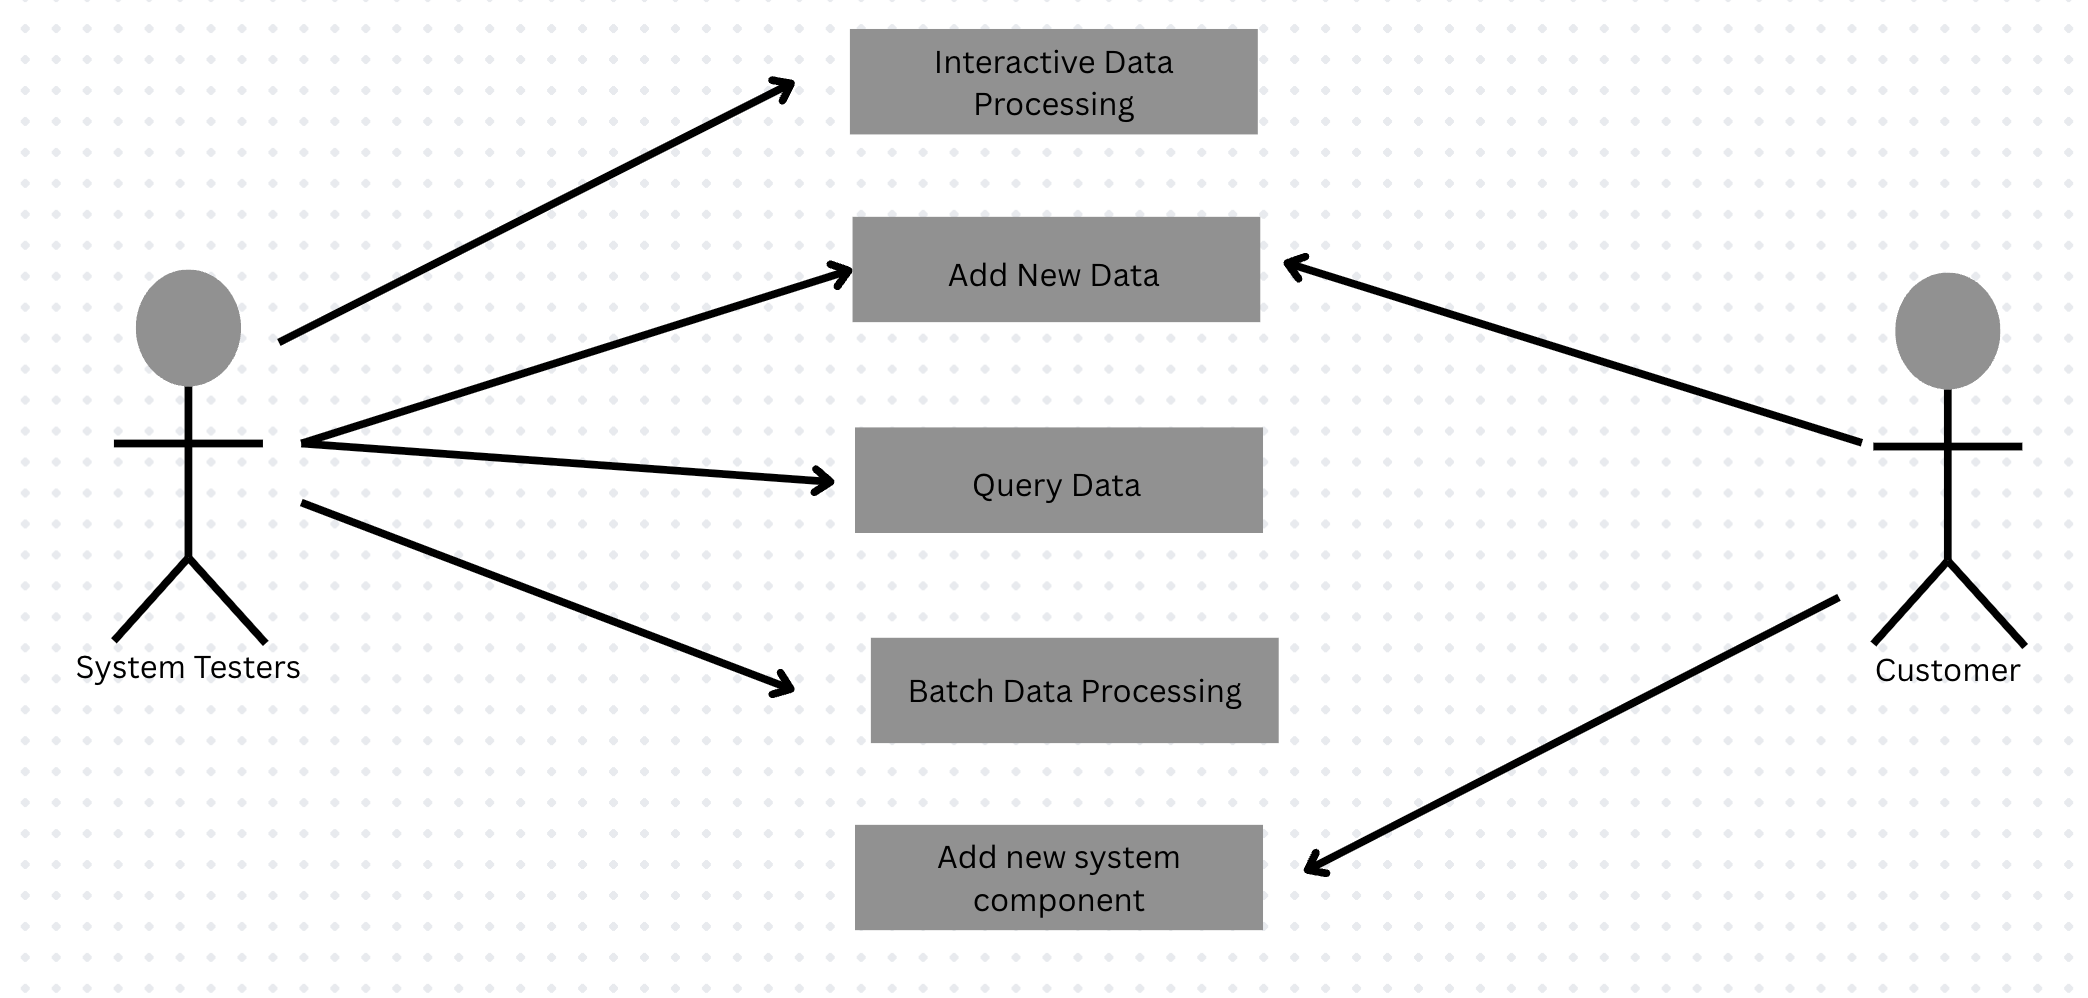 Interactive Data
Processing
Add New Data
Query Data
System Testers
Customer
Batch Data Processing
Add new system
component